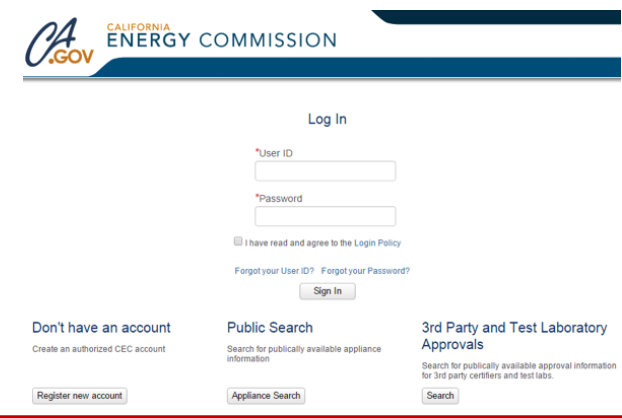 CA
.GOV
CALIFORNIA
ENERGY COMMISSION
Log In
*User ID
*Password
I have read and agree to the Login Policy
Forgot your User ID? Forgot your Password?
Sign In
Don't have an account
Create an authorized CEC account
Register new account
Public Search
Search for publically available appliance
information
Appliance Search
3rd Party and Test Laboratory
Approvals
Search for publically available approval information
for 3rd party certifiers and test labs.
Search